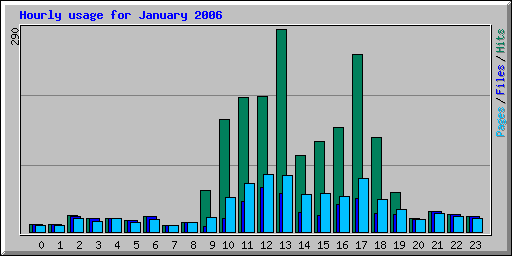 Hourly usage for January 2006
290
Pages/Files/Hits
0 1 2 3 4 5 6 7 8 9 10 11 12 13 14 15 16 17 18 19 20 21 22 23